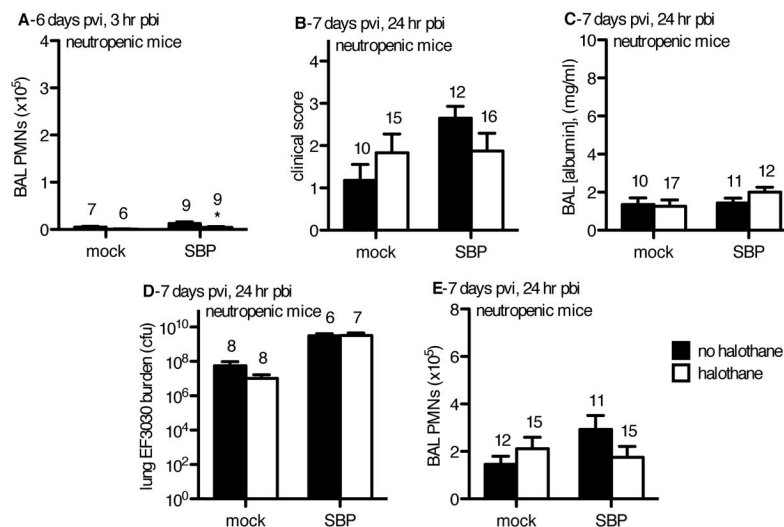 A-6 days pvi, 3 hr pbi
neutropenic mice
BAL PMNs (x10⁵)
4
3
2
1
0
7
6
9
9
*
mock
SBP
B-7 days pvi, 24 hr pbi
neutropenic mice
clinical score
4
3
2
1
0
10
15
12
16
mock
SBP
C-7 days pvi, 24 hr pbi
neutropenic mice
BAL [albumin], (mg/ml)
10
8
6
4
2
0
10
17
11
12
mock
SBP
D-7 days pvi, 24 hr pbi
neutropenic mice
lung EF3030 burden (cfu)
10¹⁰
10⁸
10⁶
10⁴
10²
10⁰
8
8
6
7
mock
SBP
E-7 days pvi, 24 hr pbi
neutropenic mice
BAL PMNs (x10⁵)
8
6
4
2
0
12
15
11
15
mock
SBP
no halothane
halothane